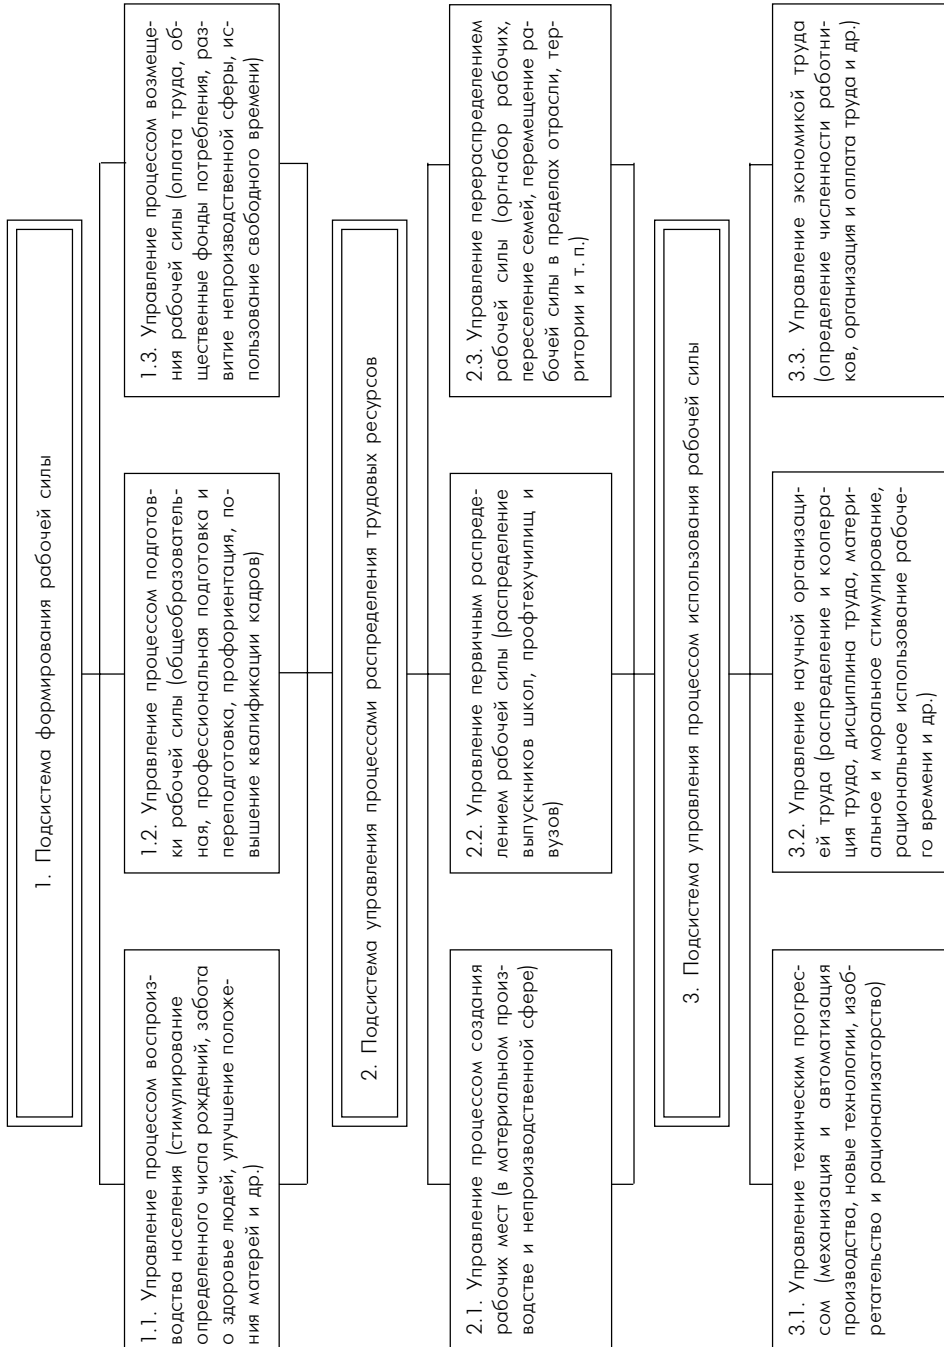 1. Подсистема формирования рабочей силы
1.1. Управление процессом воспроиз-
водства населения (стимулирование
определенного числа рождений, забота
о здоровье людей, улучшение положе-
ния матерей и др.)
1.2. Управление процессом подготов-
ки рабочей силы (общеобразователь-
ная, профессиональная подготовка и
переподготовка, профориентация, по-
вышение квалификации кадров)
1.3. Управление процессом возмеще-
ния рабочей силы (оплата труда, об-
щественные фонды потребления, раз-
витие непроизводственной сферы, ис-
пользование свободного времени)
2. Подсистема управления процессами распределения трудовых ресурсов
2.1. Управление процессом создания
рабочих мест (в материальном произ-
водстве и непроизводственной сфере)
2.2. Управление первичным распреде-
лением рабочей силы (распределение
выпускников школ, профтехучилищ и
вузов)
2.3. Управление перераспределением
рабочей силы (оргнабор рабочих,
переселение семей, перемещение ра-
бочей силы в пределах отрасли, тер-
ритории и т. п.)
3. Подсистема управления процессом использования рабочей силы
3.1. Управление техническим прогрес-
сом (механизация и автоматизация
производства, новые технологии, изоб-
ретательство и рационализаторство)
3.2. Управление научной организаци-
ей труда (распределение и коопера-
ция труда, дисциплина труда, матери-
альное и моральное стимулирование,
рациональное использование рабоче-
го времени и др.)
3.3. Управление экономикой труда
(определение численности работни-
ков, организация и оплата труда и др.)